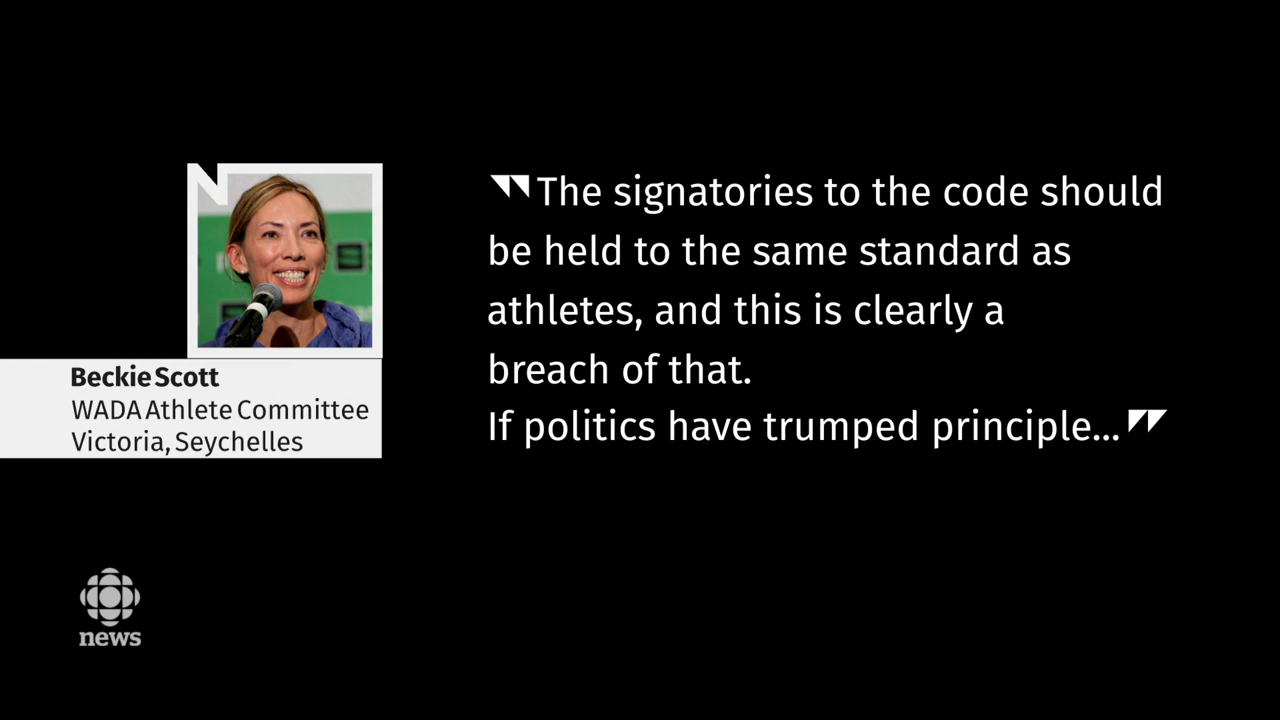 Beckie Scott
WADA Athlete Committee
Victoria, Seychelles
"The signatories to the code should
be held to the same standard as
athletes, and this is clearly a
breach of that.
If politics have trumped principle..."
news